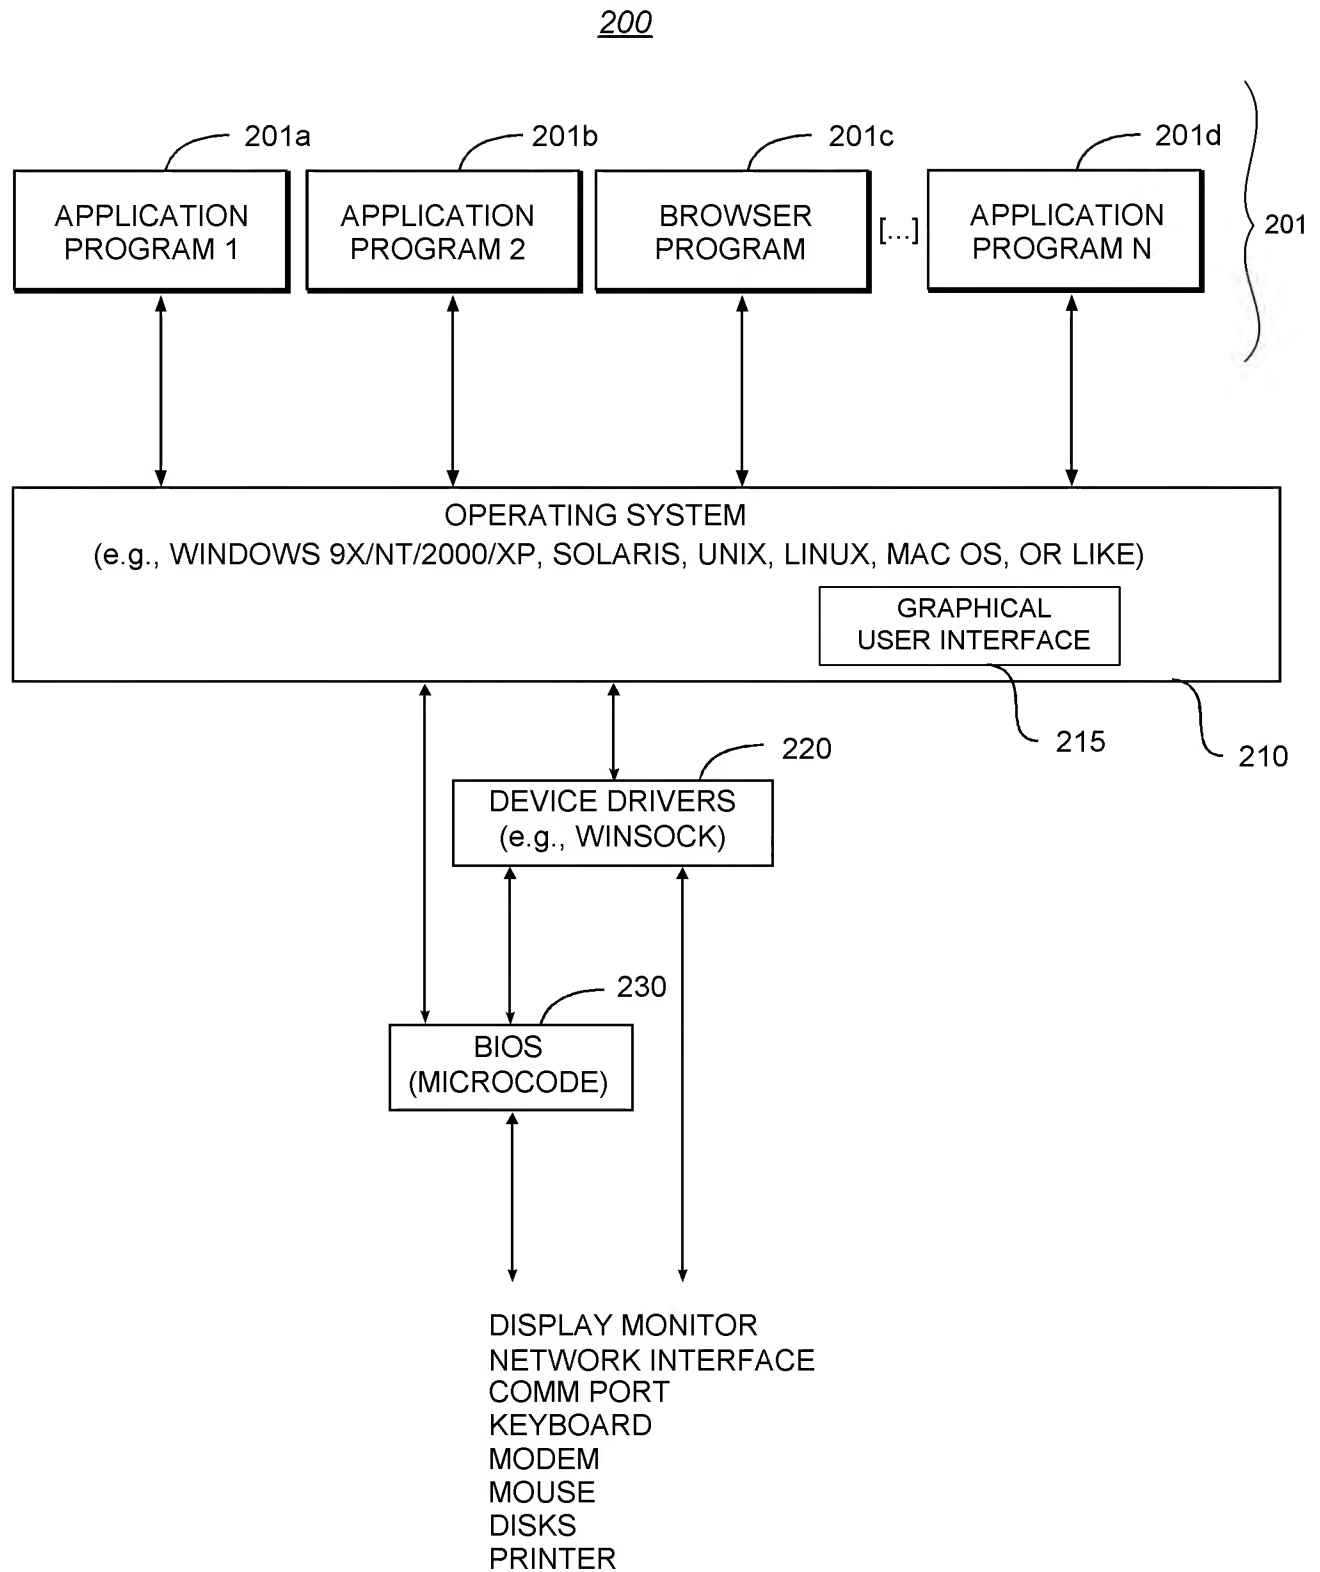 200
201a
201b
201c
201d
APPLICATION
PROGRAM 1
APPLICATION
PROGRAM 2
BROWSER
PROGRAM
[...]
APPLICATION
PROGRAM N
201
OPERATING SYSTEM
(e.g., WINDOWS 9X/NT/2000/XP, SOLARIS, UNIX, LINUX, MAC OS, OR LIKE)
GRAPHICAL
USER INTERFACE
215
210
220
DEVICE DRIVERS
(e.g., WINSOCK)
230
BIOS
(MICROCODE)
DISPLAY MONITOR
NETWORK INTERFACE
COMM PORT
KEYBOARD
MODEM
MOUSE
DISKS
PRINTER